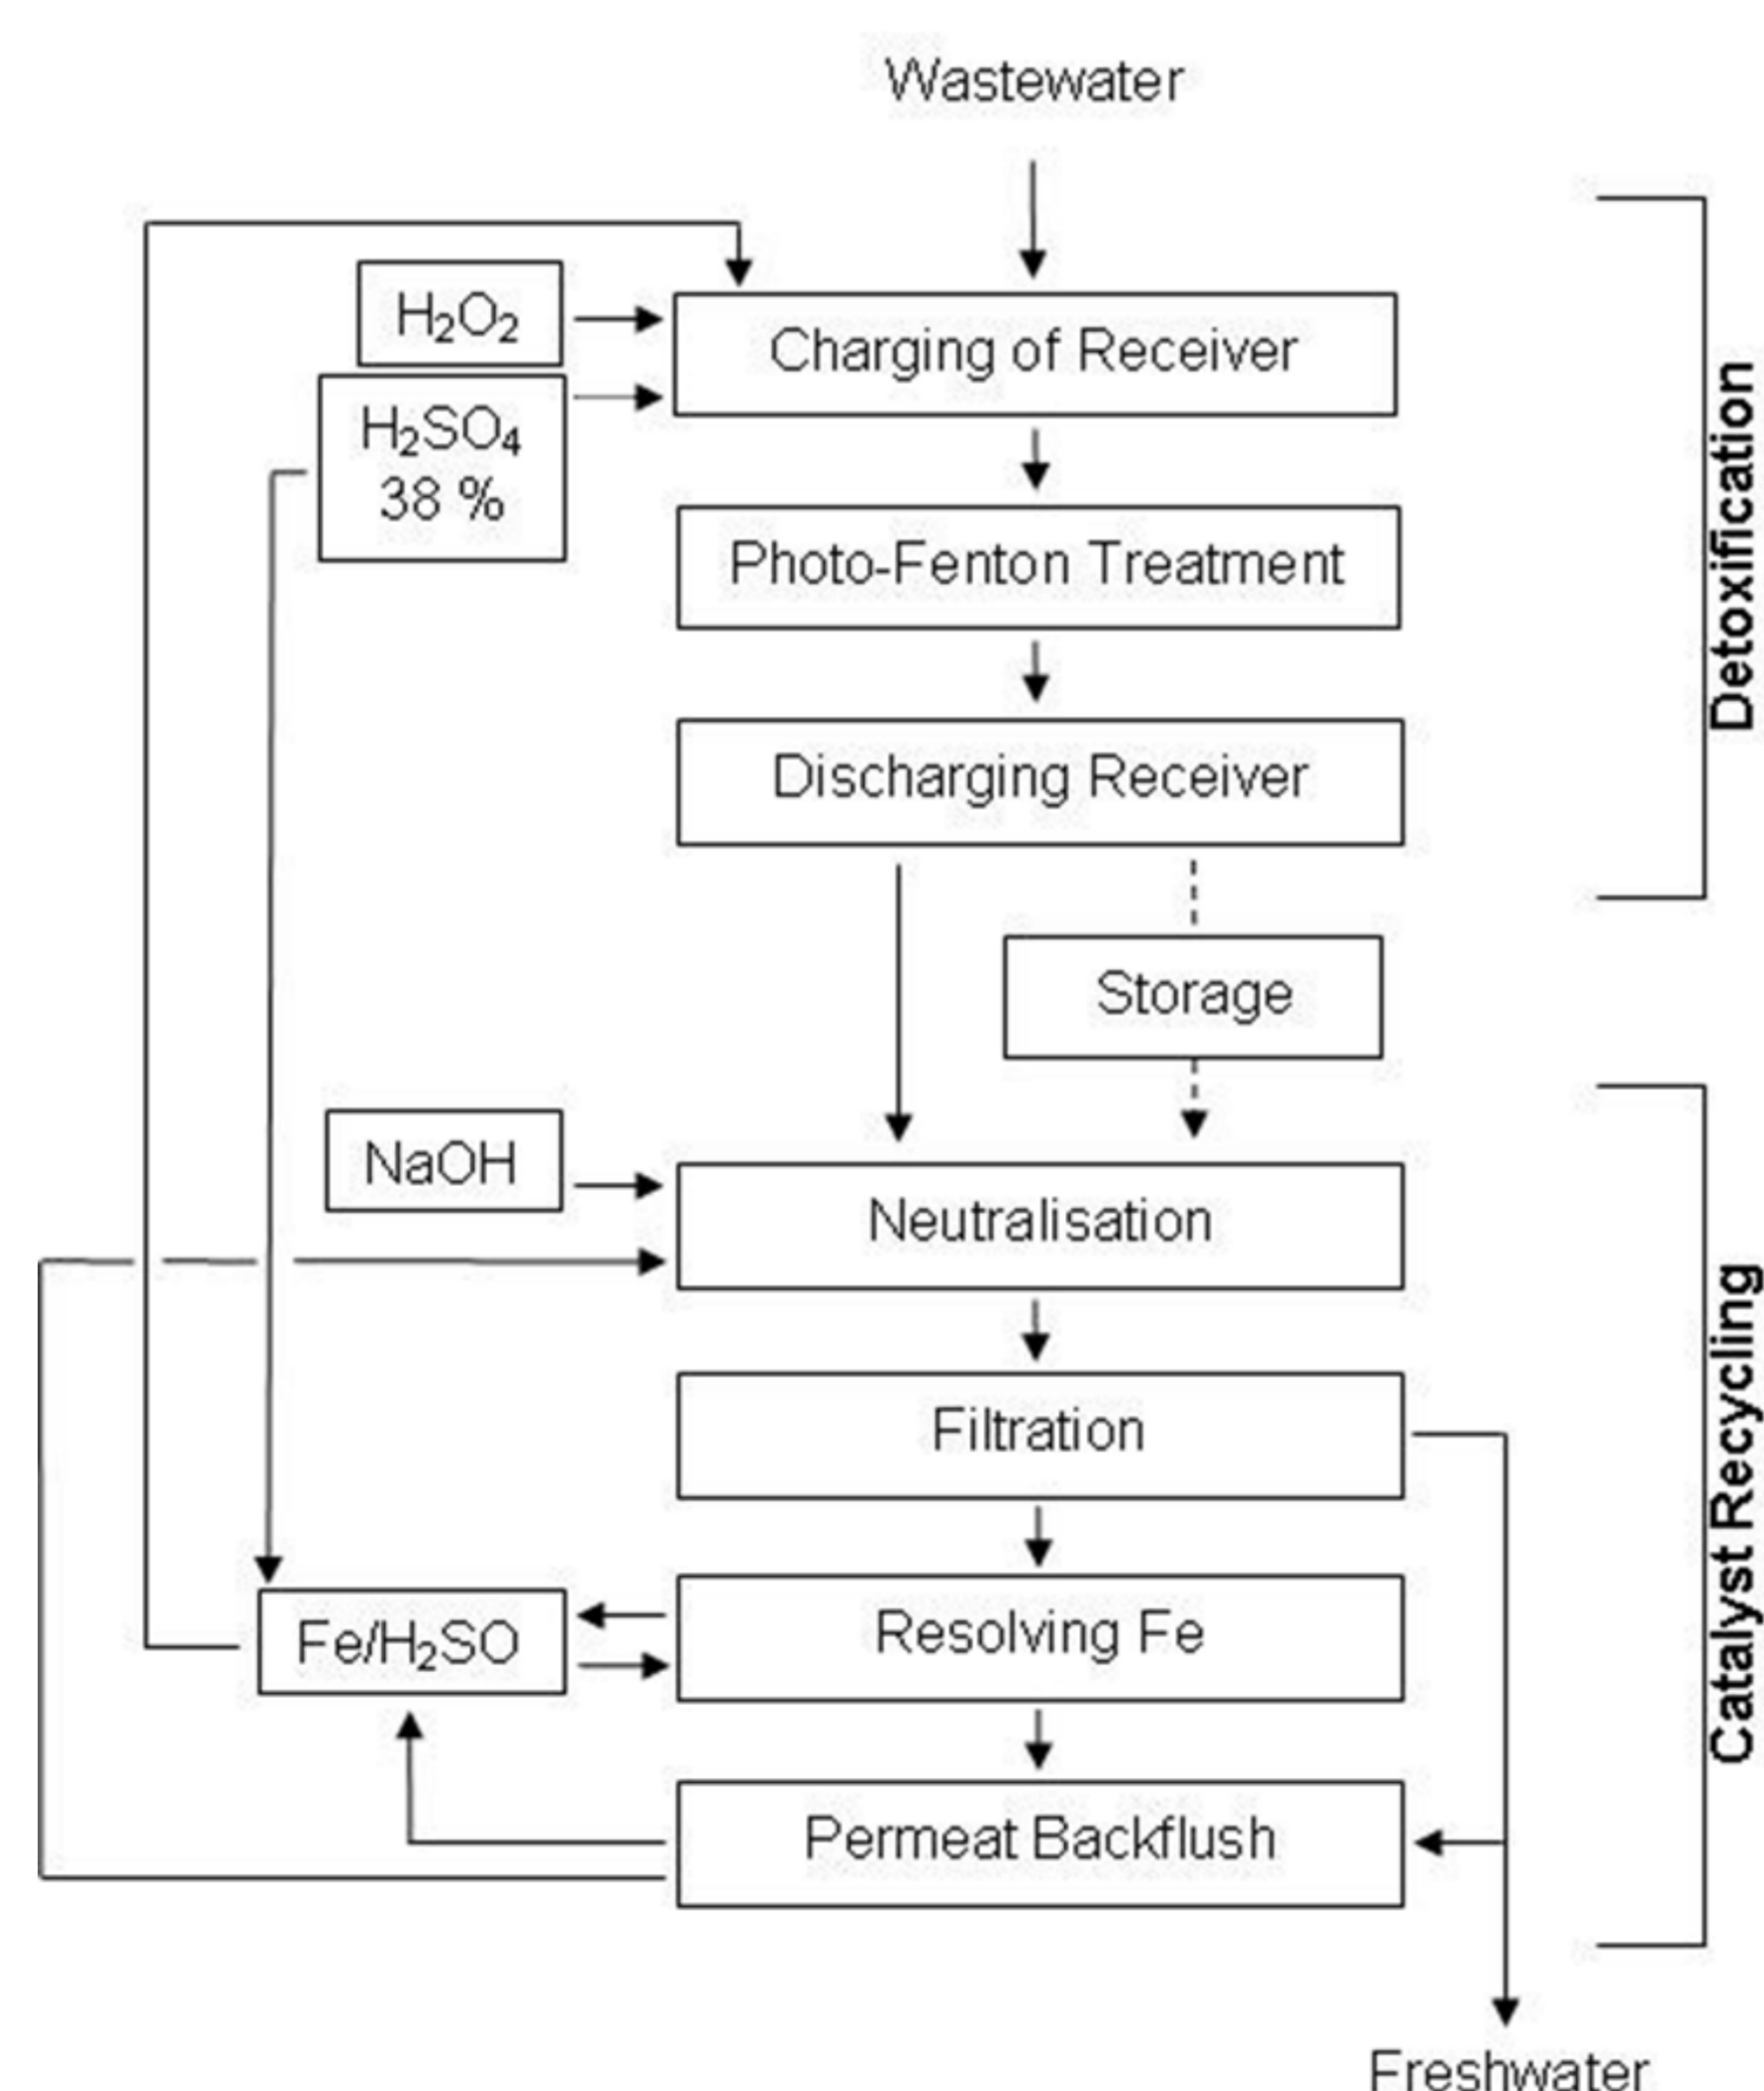 Wastewater
H₂O₂
Charging of Receiver
H₂SO₄
38 %
Photo-Fenton Treatment
Discharging Receiver
Detoxification
Storage
NaOH
Neutralisation
Filtration
Fe/H₂SO
Resolving Fe
Permeat Backflush
Catalyst Recycling
Freshwater